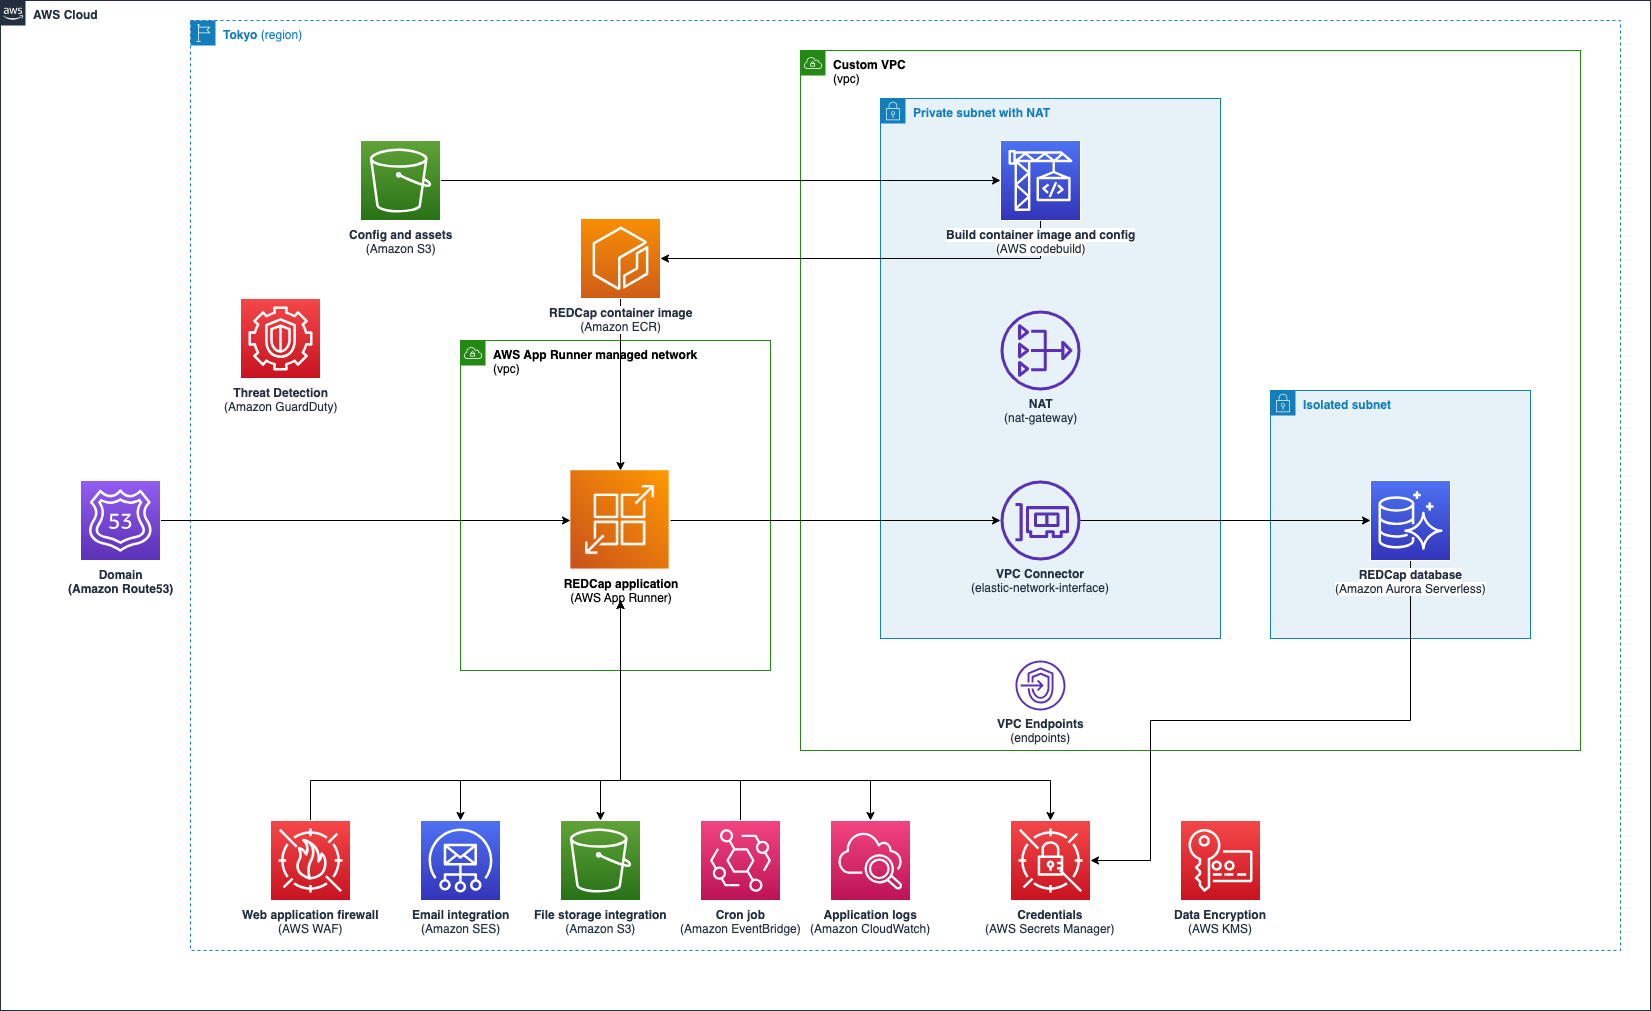 aws
AWS Cloud
Tokyo (region)
Custom VPC
(vpc)
Private subnet with NAT
Config and assets
(Amazon S3)
Build container image and config
(AWS codebuild)
REDCap container image
(Amazon ECR)
AWS App Runner managed network
(vpc)
Threat Detection
(Amazon GuardDuty)
NAT
(nat-gateway)
Isolated subnet
53
Domain
(Amazon Route53)
REDCap application
(AWS App Runner)
VPC Connector
(elastic-network-interface)
REDCap database
(Amazon Aurora Serverless)
VPC Endpoints
(endpoints)
Web application firewall
(AWS WAF)
Email integration
(Amazon SES)
File storage integration
(Amazon S3)
Cron job
(Amazon EventBridge)
Application logs
(Amazon CloudWatch)
Credentials
(AWS Secrets Manager)
Data Encryption
(AWS KMS)